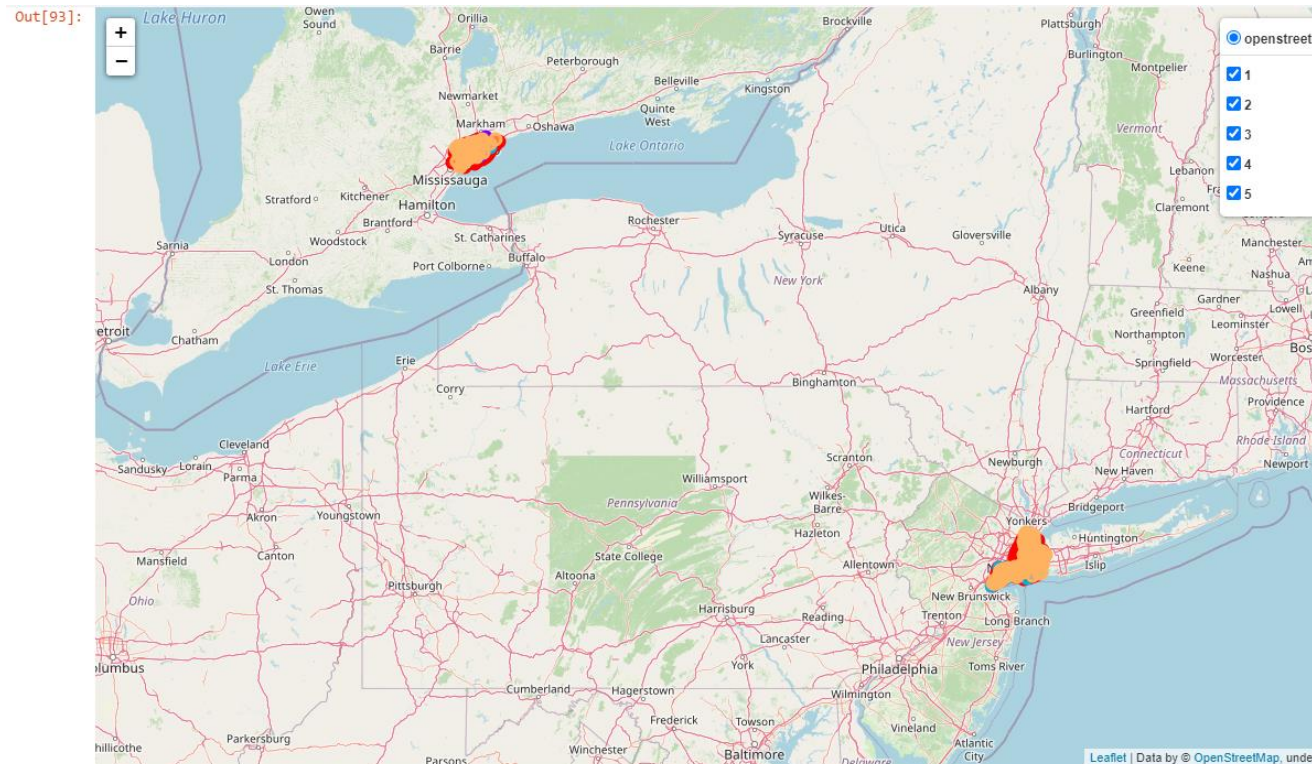 Out[93]:
+
−
openstreet
1
2
3
4
5
Lake Huron
Owen
Sound
Orillia
Barrie
Peterborough
Brockville
Plattsburgh
Burlington
Montpelier
Newmarket
Belleville
Kingston
Quinte
West
Markham
Oshawa
Lake Ontario
Vermont
Lebanon
Mississauga
Stratford
Kitchener
Hamilton
Brantford
Claremont
Woodstock
St. Catharines
Rochester
Syracuse
Utica
Gloversville
Manchester
Sarnia
London
Port Colborne
Buffalo
Keene
Nashua
St. Thomas
New York
Albany
Gardner
Lowell
Greenfield
Leominster
etroit
Chatham
Northampton
Bos
Lake Erie
Erie
Springfield
Worcester
Massachusetts
Corry
Binghamton
Hartford
Providence
Cleveland
Connecticut
Rhode Island
Sandusky
Lorain
Parma
Scranton
Newburgh
New Haven
Newport
Williamsport
Akron
Youngstown
Pennsylvania
Wilkes-
Barre
Bridgeport
Yonkers
Hazleton
Huntington
Mansfield
Canton
State College
Islip
Altoona
Allentown
Ohio
Pittsburgh
New Brunswick
Harrisburg
Reading
Trenton
Long Branch
Lancaster
New Jersey
olumbus
York
Philadelphia
Toms River
Cumberland
Hagerstown
Wilmington
Frederick
Towson
Vineland
Parkersburg
hillicothe
Winchester
Baltimore
Atlantic
City
Parsons
Delaware
Leaflet | Data by © OpenStreetMap, unde